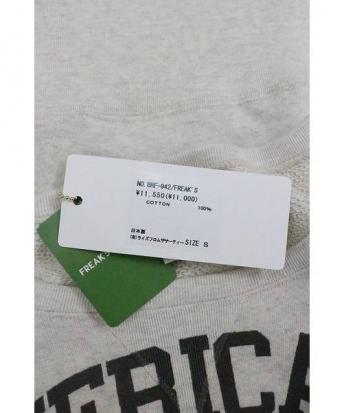 NO.BRF-942/FREAK'S
¥11.550(¥11.000)
COTTON 100%
日本製
(有)ライズフロムザサーティー SIZE S
FREAK'S
ERICA